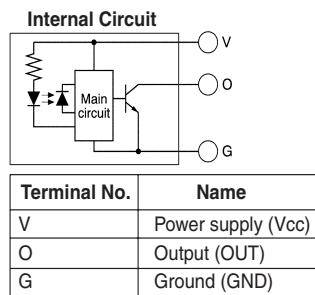 Internal Circuit
V
O
G
Main
circuit
Terminal No. Name
V Power supply (Vcc)
O Output (OUT)
G Ground (GND)